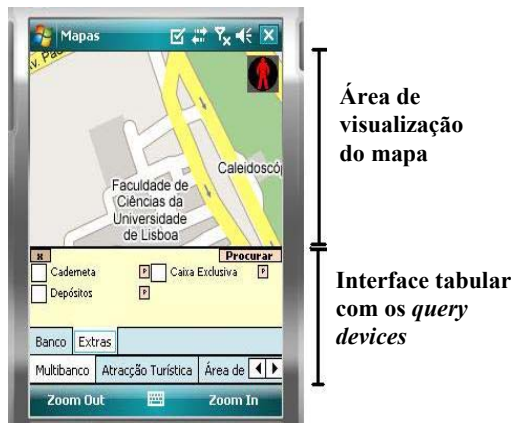 Mapas
Av. Pa
Caleidoscó
Faculdade de
Ciências da
Universidade
de Lisboa
x
Procurar
Caderneta
P
Caixa Exclusiva
P
Depósitos
P
Banco
Extras
Multibanco
Atracção Turística
Área de
Zoom Out
Zoom In
Área de
visualização
do mapa
Interface tabular
com os query
devices